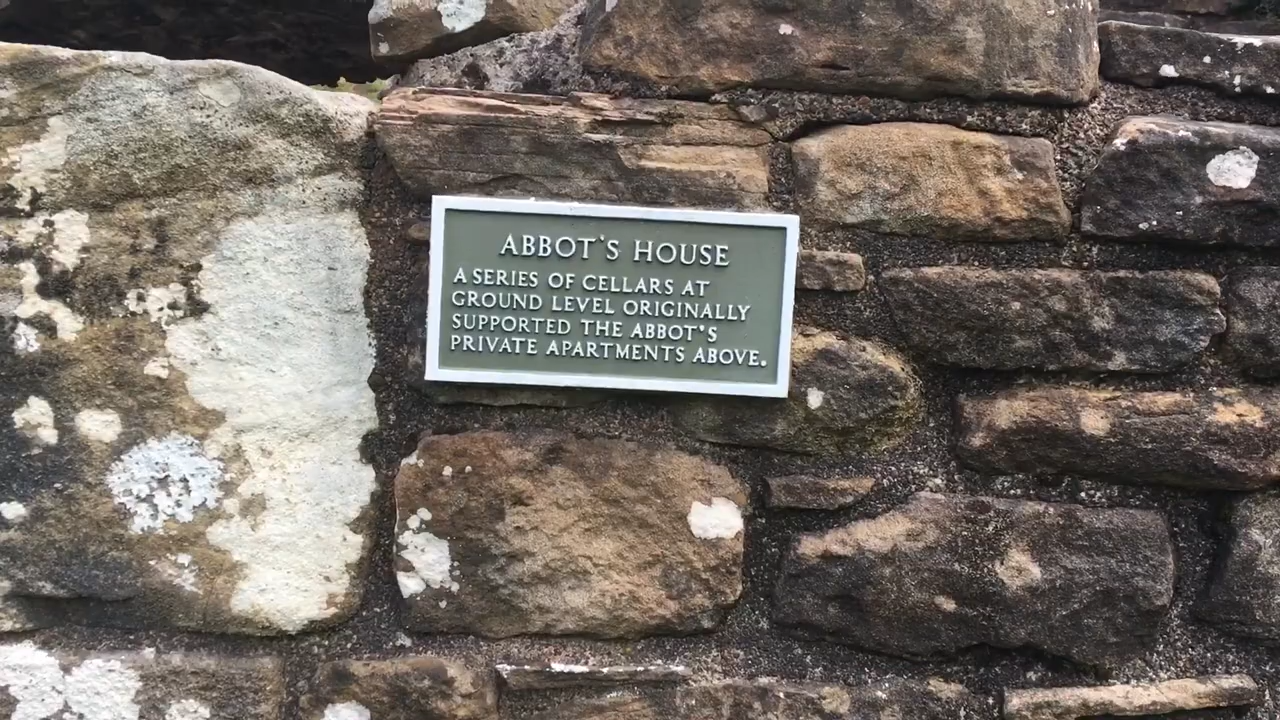 ABBOT'S HOUSE
A SERIES OF CELLARS AT
GROUND LEVEL ORIGINALLY
SUPPORTED THE ABBOT'S
PRIVATE APARTMENTS ABOVE.